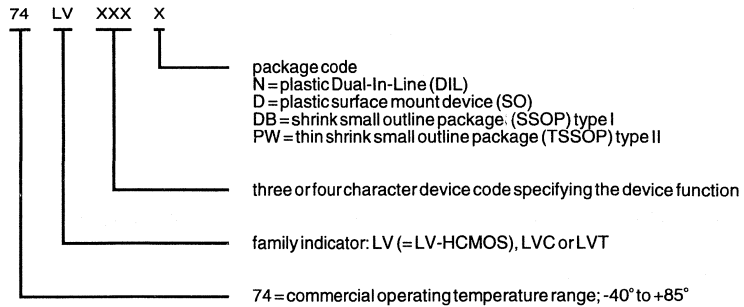 74 LV XXX X
package code
N = plastic Dual-In-Line (DIL)
D = plastic surface mount device (SO)
DB = shrink small outline package (SSOP) type I
PW = thin shrink small outline package (TSSOP) type II
three or four character device code specifying the device function
family indicator: LV (= LV-HCMOS), LVC or LVT
74 = commercial operating temperature range; -40° to +85°